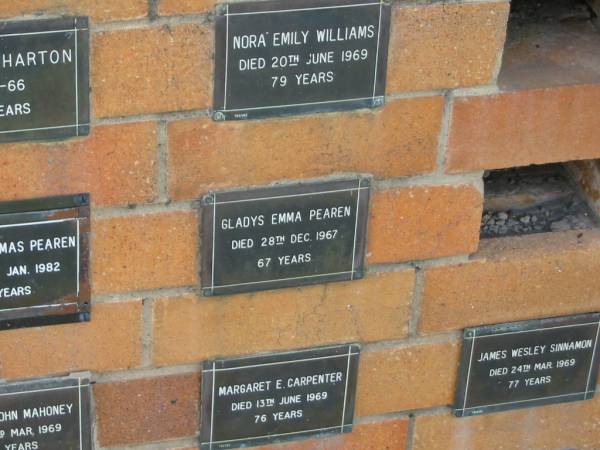 HARTON
-66
EARS
NORA EMILY WILLIAMS
DIED 20TH JUNE 1969
79 YEARS
MAS PEAREN
JAN. 1982
YEARS
GLADYS EMMA PEAREN
DIED 28TH DEC. 1967
67 YEARS
OHN MAHONEY
MAR. 1969
YEARS
MARGARET E. CARPENTER
DIED 13TH JUNE 1969
76 YEARS
JAMES WESLEY SINNAMON
DIED 24TH MAR. 1969
77 YEARS